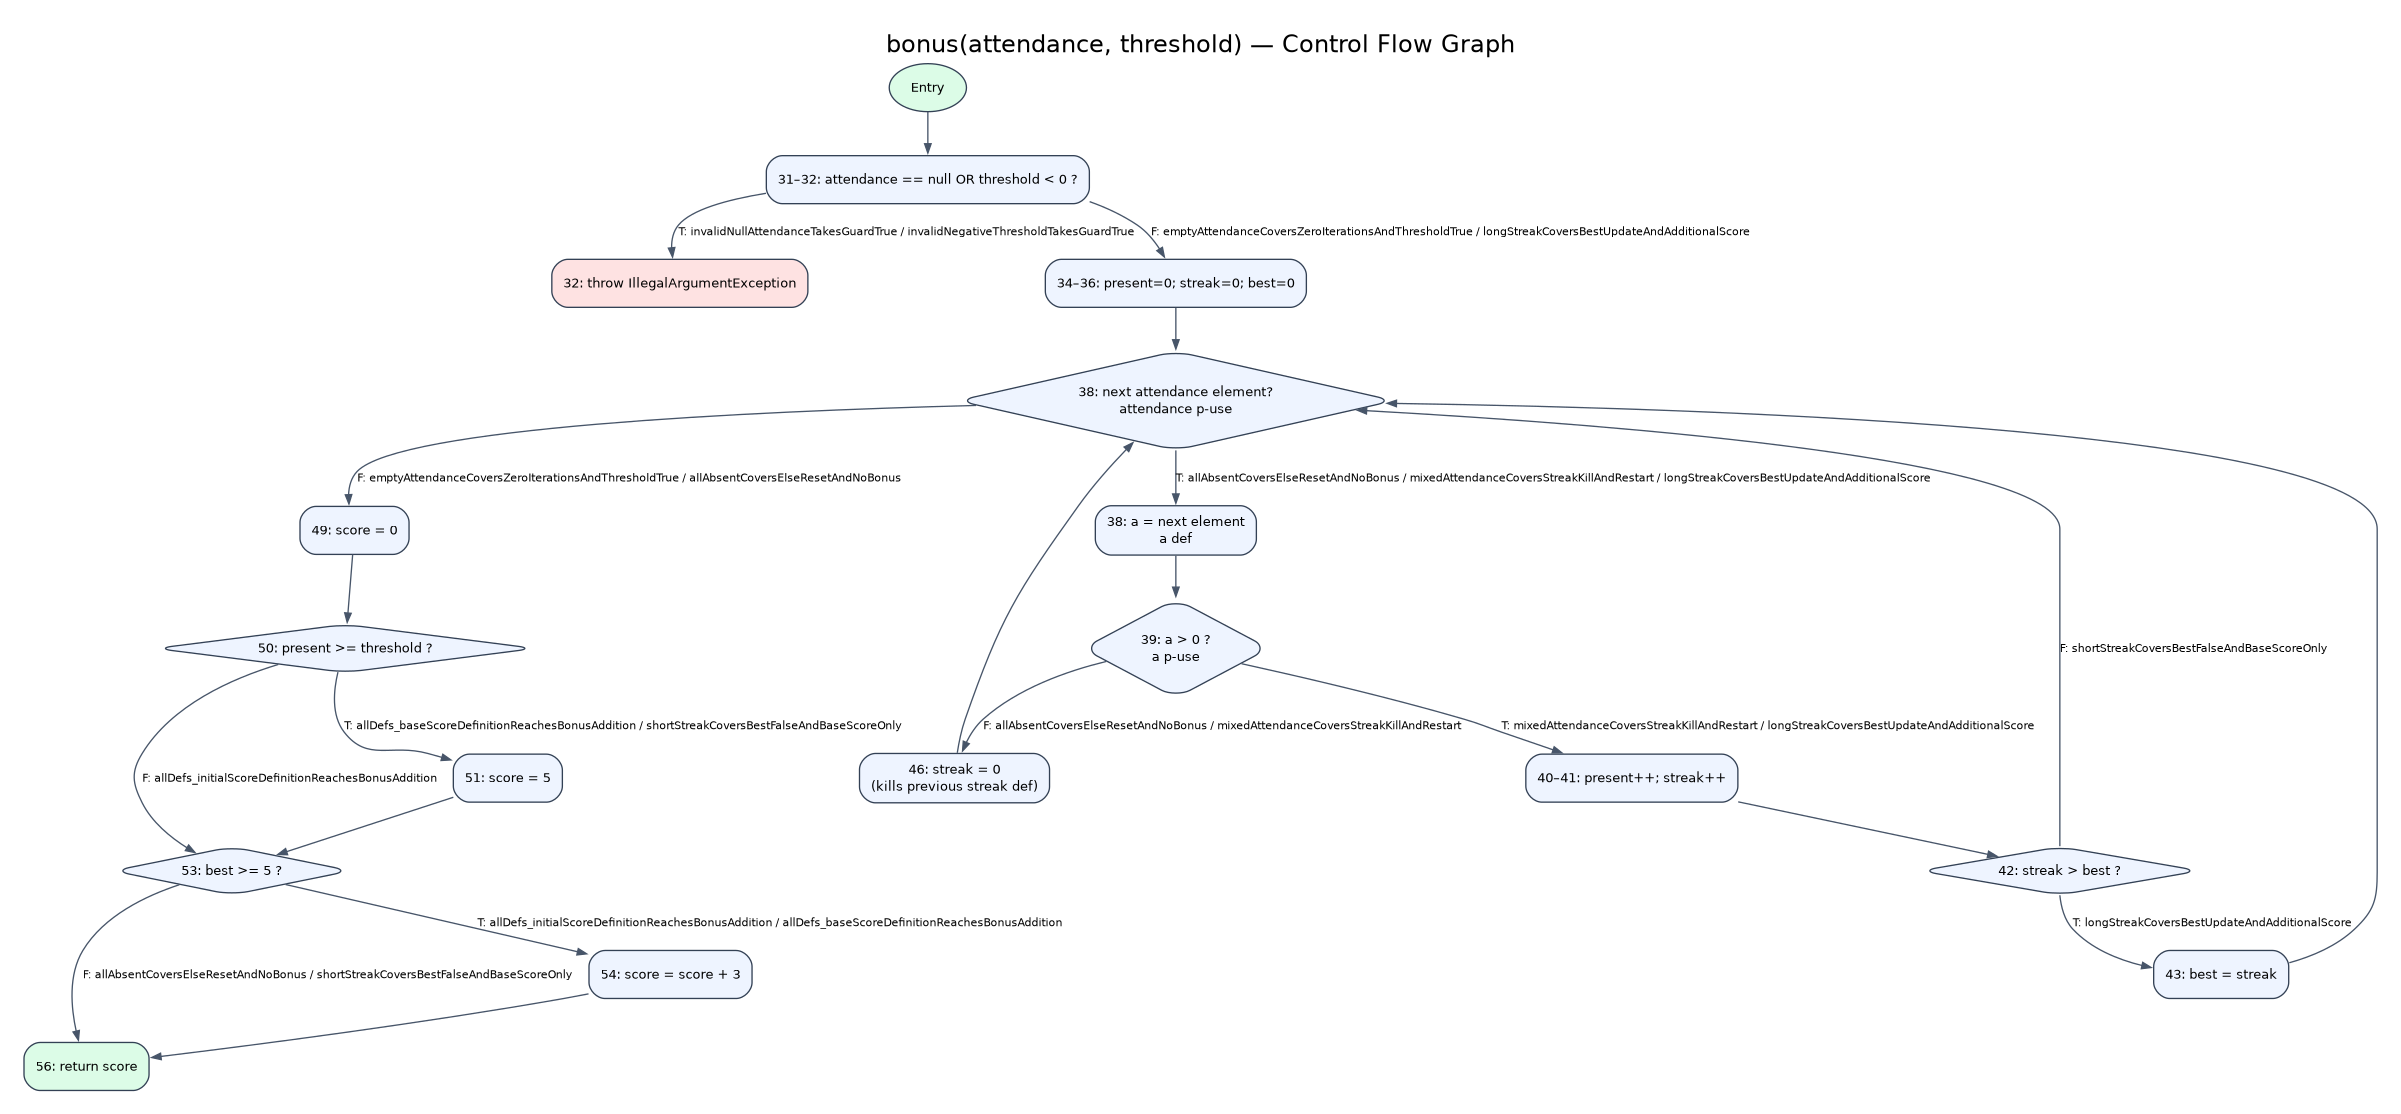 bonus(attendance, threshold) — Control Flow Graph
Entry
31–32: attendance == null OR threshold < 0 ?
T: invalidNullAttendanceTakesGuardTrue / invalidNegativeThresholdTakesGuardTrue
F: emptyAttendanceCoversZeroIterationsAndThresholdTrue / longStreakCoversBestUpdateAndAdditionalScore
32: throw IllegalArgumentException
34–36: present=0; streak=0; best=0
38: next attendance element?
attendance p-use
F: emptyAttendanceCoversZeroIterationsAndThresholdTrue / allAbsentCoversElseResetAndNoBonus
T: allAbsentCoversElseResetAndNoBonus / mixedAttendanceCoversStreakKillAndRestart / longStreakCoversBestUpdateAndAdditionalScore
49: score = 0
38: a = next element
a def
50: present >= threshold ?
39: a > 0 ?
a p-use
F: shortStreakCoversBestFalseAndBaseScoreOnly
T: allDefs_baseScoreDefinitionReachesBonusAddition / shortStreakCoversBestFalseAndBaseScoreOnly
F: allAbsentCoversElseResetAndNoBonus / mixedAttendanceCoversStreakKillAndRestart
T: mixedAttendanceCoversStreakKillAndRestart / longStreakCoversBestUpdateAndAdditionalScore
F: allDefs_initialScoreDefinitionReachesBonusAddition
51: score = 5
46: streak = 0
(kills previous streak def)
40–41: present++; streak++
53: best >= 5 ?
42: streak > best ?
T: allDefs_initialScoreDefinitionReachesBonusAddition / allDefs_baseScoreDefinitionReachesBonusAddition
T: longStreakCoversBestUpdateAndAdditionalScore
F: allAbsentCoversElseResetAndNoBonus / shortStreakCoversBestFalseAndBaseScoreOnly
54: score = score + 3
43: best = streak
56: return score